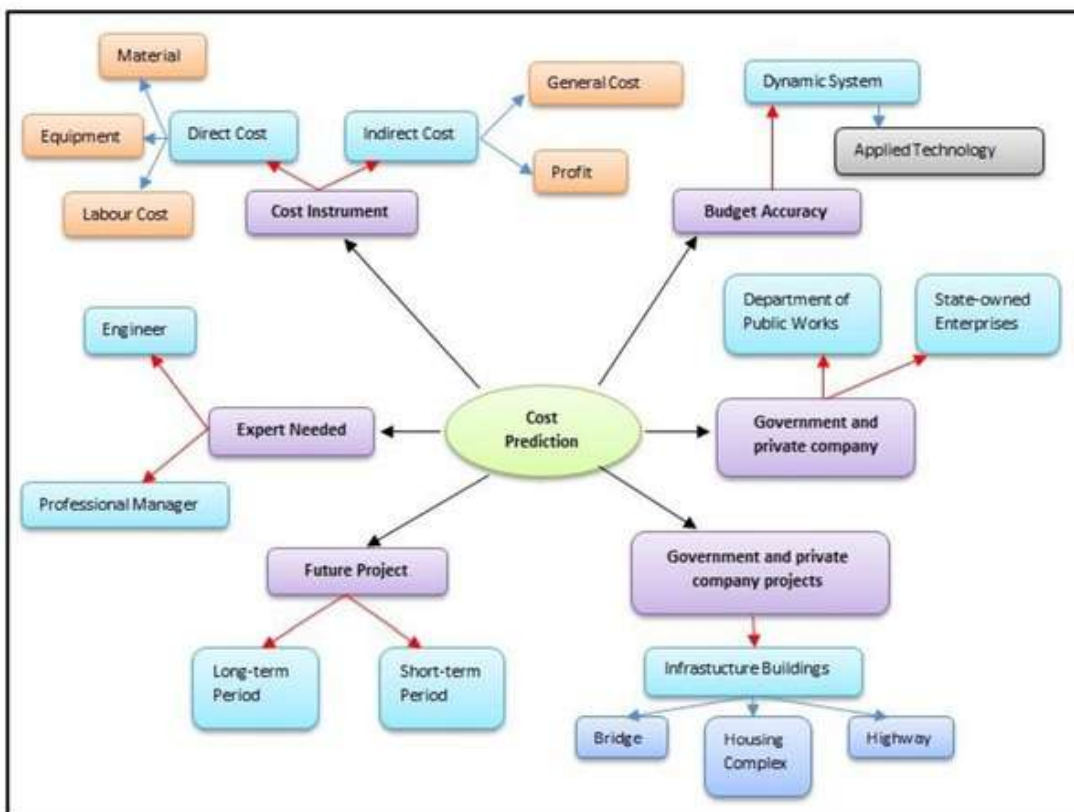 Material
General Cost
Dynamic System
Equipment
Direct Cost
Indirect Cost
Applied Technology
Profit
Labour Cost
Cost Instrument
Budget Accuracy
Department of
Public Works
State-owned
Enterprises
Engineer
Expert Needed
Cost
Prediction
Government and
private company
Professional Manager
Future Project
Government and private
company projects
Long-term
Period
Short-term
Period
Infrastucture Buildings
Bridge
Housing
Complex
Highway